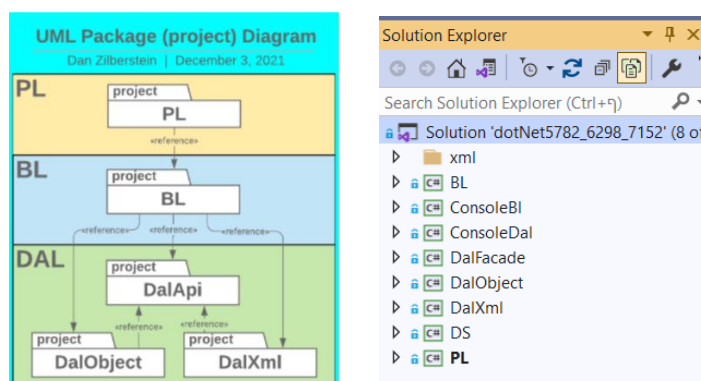 UML Package (project) Diagram
Dan Zilberstein | December 3, 2021
PL
project
PL
«reference»
BL
project
BL
«reference»
«reference»
«reference»
DAL
project
DalApi
«reference»
«reference»
project
DalObject
project
DalXml
Solution Explorer
Search Solution Explorer (Ctrl+ף)
Solution 'dotNet5782_6298_7152' (8 of
xml
C# BL
C# ConsoleBl
C# ConsoleDal
C# DalFacade
C# DalObject
C# DalXml
C# DS
C# PL